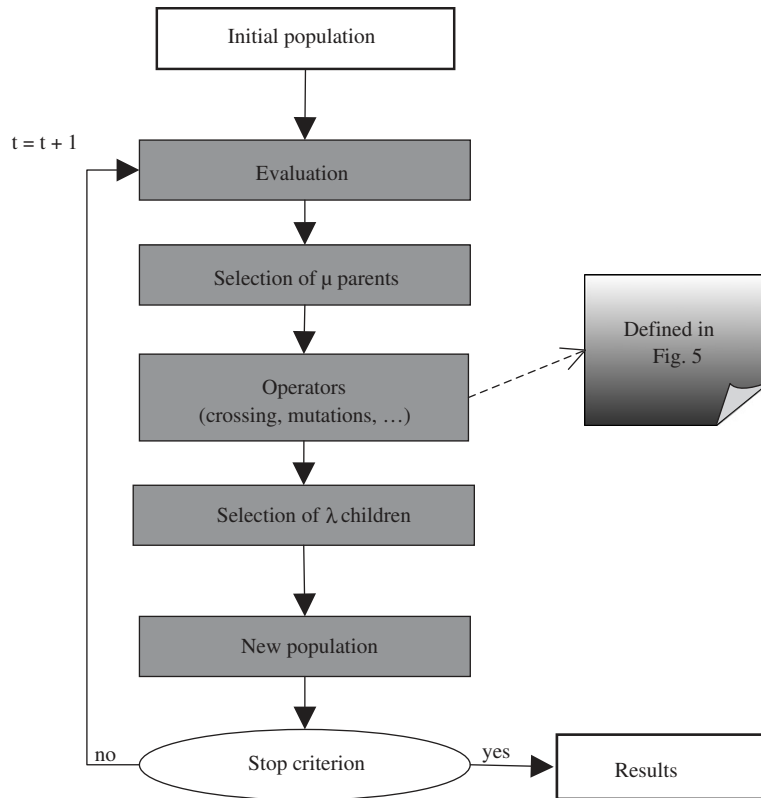 Initial population
t = t + 1
Evaluation
Selection of μ parents
Defined in
Fig. 5
Operators
(crossing, mutations, …)
Selection of λ children
New population
no
Stop criterion
yes
Results